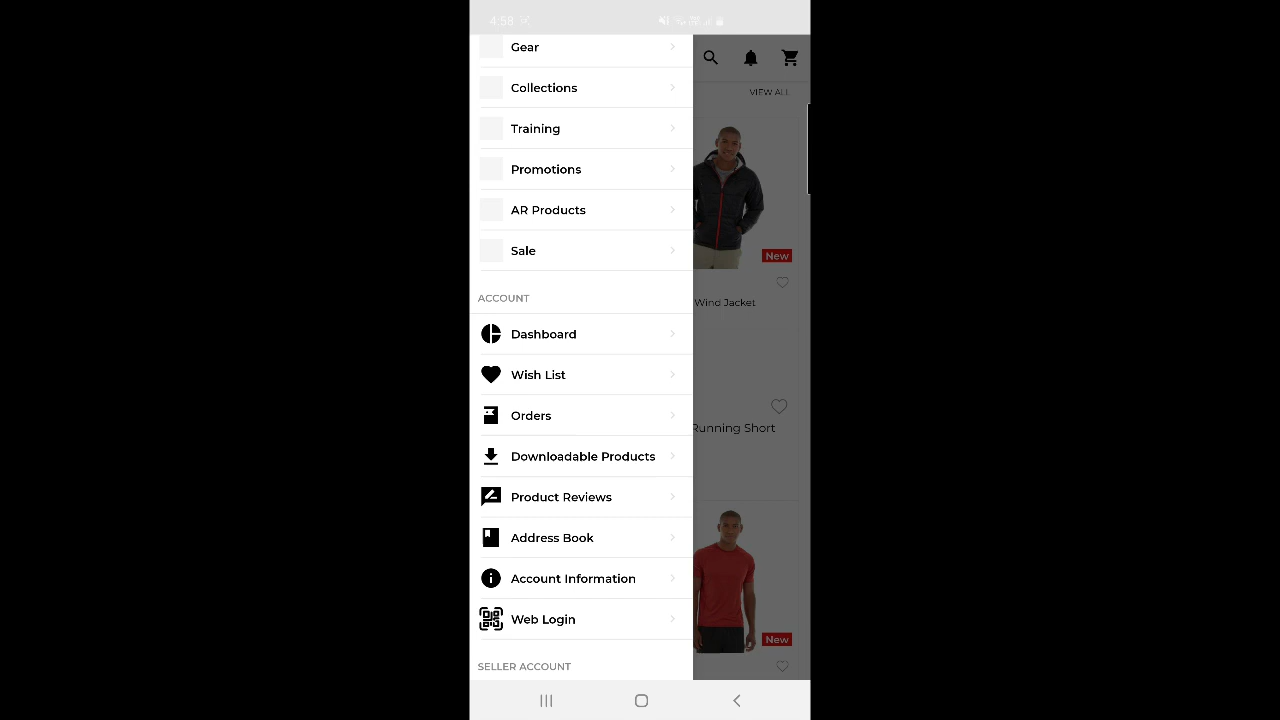 4:58
Gear
Collections
VIEW ALL
Training
Promotions
AR Products
Sale
New
ACCOUNT
Wind Jacket
Dashboard
Wish List
Orders
Running Short
Downloadable Products
Product Reviews
Address Book
Account Information
Web Login
New
SELLER ACCOUNT